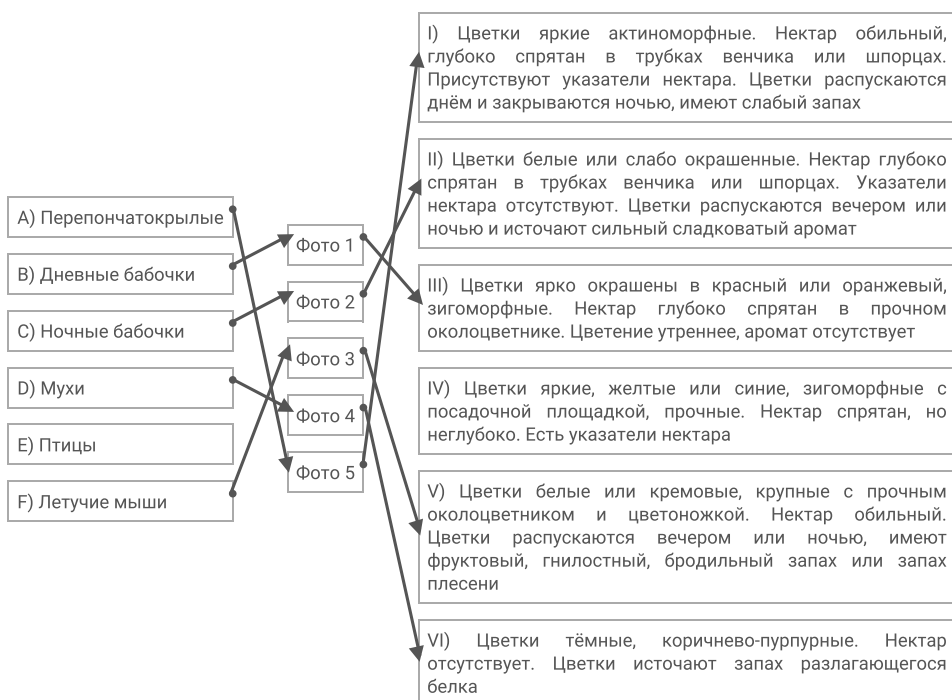 A) Перепончатокрылые
B) Дневные бабочки
C) Ночные бабочки
D) Мухи
E) Птицы
F) Летучие мыши
Фото 1
Фото 2
Фото 3
Фото 4
Фото 5
I) Цветки яркие актиноморфные. Нектар обильный,
глубоко спрятан в трубках венчика или шпорцах.
Присутствуют указатели нектара. Цветки распускаются
днём и закрываются ночью, имеют слабый запах
II) Цветки белые или слабо окрашенные. Нектар глубоко
спрятан в трубках венчика или шпорцах. Указатели
нектара отсутствуют. Цветки распускаются вечером или
ночью и источают сильный сладковатый аромат
III) Цветки ярко окрашены в красный или оранжевый,
зигоморфные. Нектар глубоко спрятан в прочном
околоцветнике. Цветение утреннее, аромат отсутствует
IV) Цветки яркие, желтые или синие, зигоморфные с
посадочной площадкой, прочные. Нектар спрятан, но
неглубоко. Есть указатели нектара
V) Цветки белые или кремовые, крупные с прочным
околоцветником и цветоножкой. Нектар обильный.
Цветки распускаются вечером или ночью, имеют
фруктовый, гнилостный, бродильный запах или запах
плесени
VI) Цветки тёмные, коричнево-пурпурные. Нектар
отсутствует. Цветки источают запах разлагающегося
белка